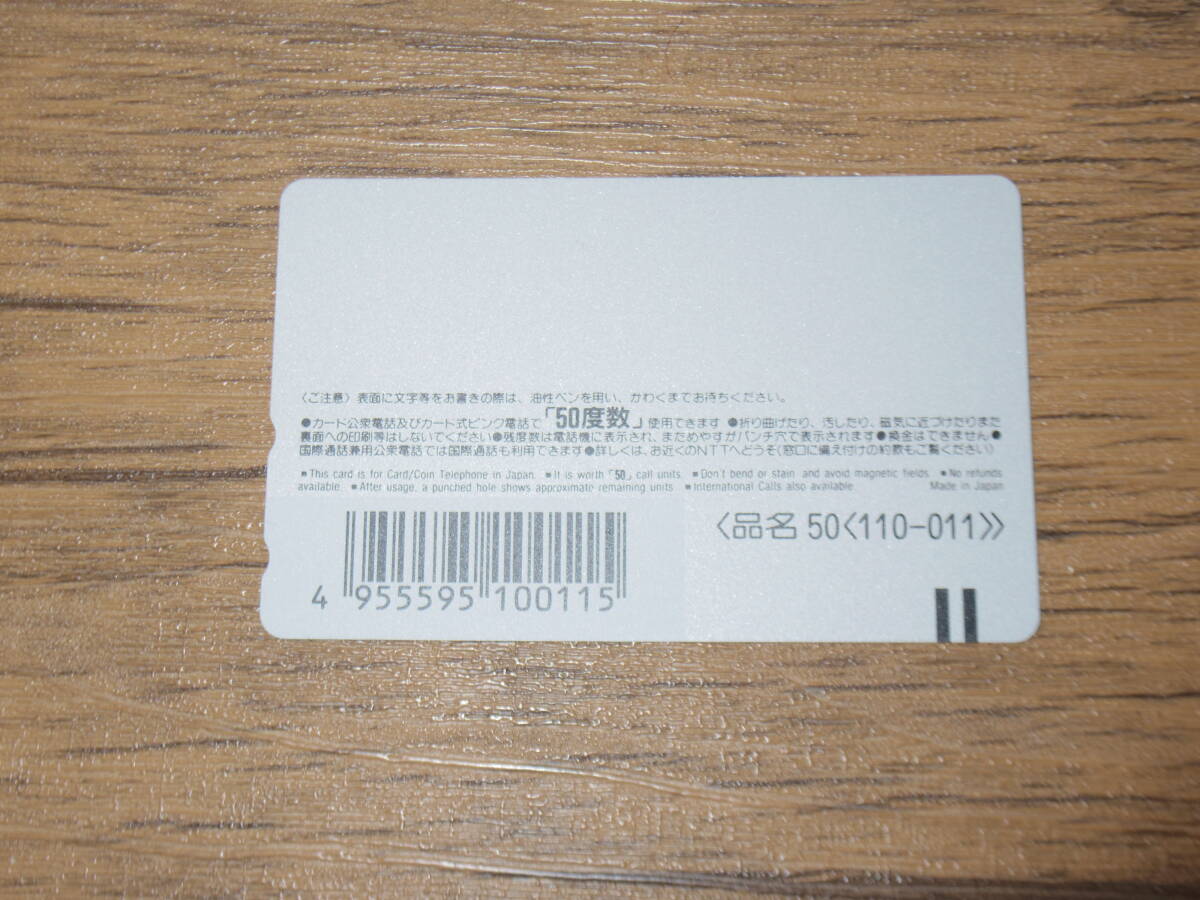 〈ご注意〉表面に文字等をお書きの際は、油性ペンを用い、かわくまでお待ちください。
●カード公衆電話及びカード式ピンク電話で「50度数」使用できます ●折り曲げたり、汚したり、磁気に近づけたりまた
裏面への印刷等はしないでください●残度数は電話機に表示され、まためやすがパンチ穴で表示されます●換金はできません●
国際通話兼用公衆電話では国際通話も利用できます●詳しくは、お近くのNTTへどうぞ(窓口に備え付けの約款もご覧ください)
■This card is for Card/Coin Telephone in Japan. ■It is worth「50」call units. ■Don't bend or stain and avoid magnetic fields. ■No refunds
available. ■After usage, a punched hole shows approximate remaining units. ■International Calls also available. Made in Japan
〈品名 50〈110-011〉〉
4 955595 100115